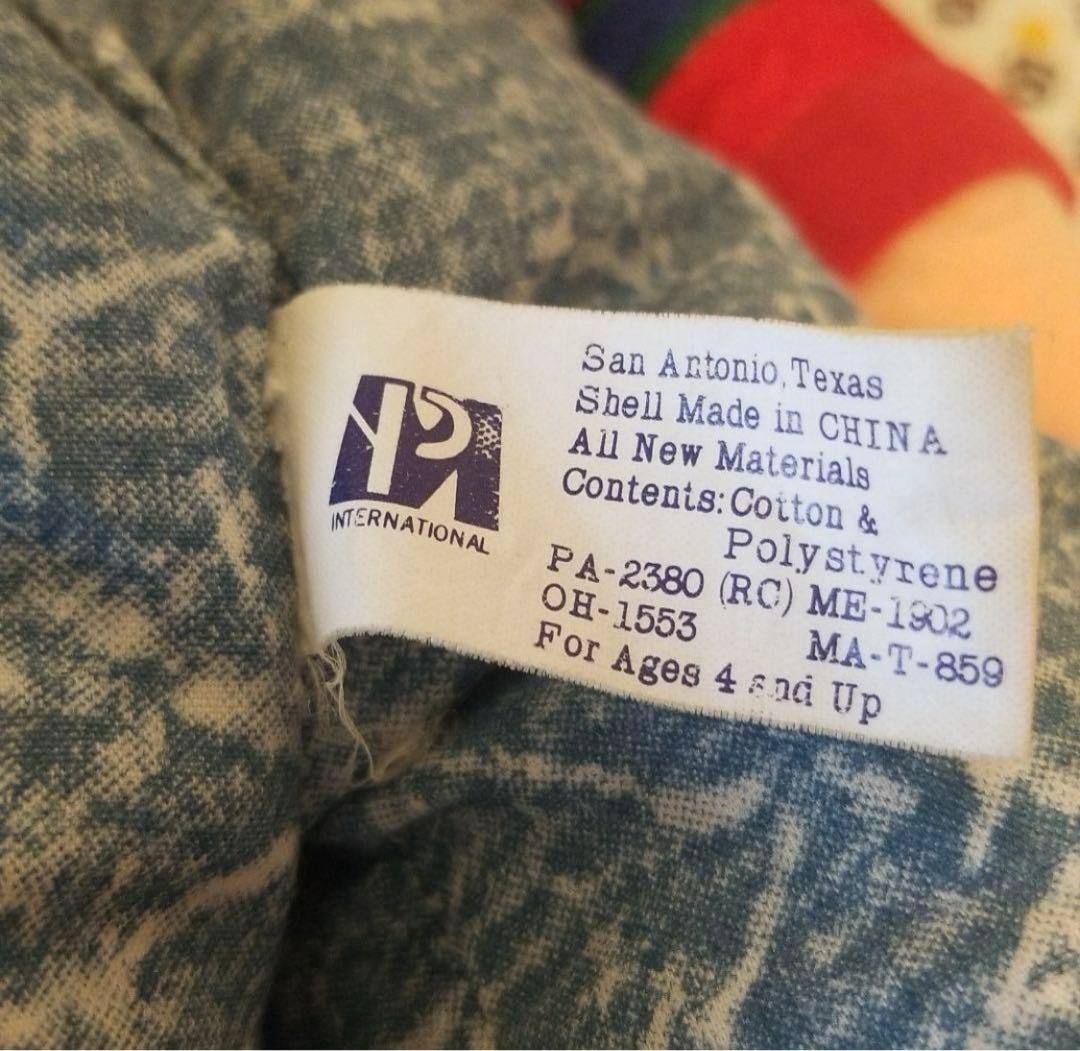 INTERNATIONAL
San Antonio, Texas
Shell Made in CHINA
All New Materials
Contents: Cotton &
Polystyrene
PA-2380 (RC) ME-1902
OH-1553 MA-T-859
For Ages 4 and Up